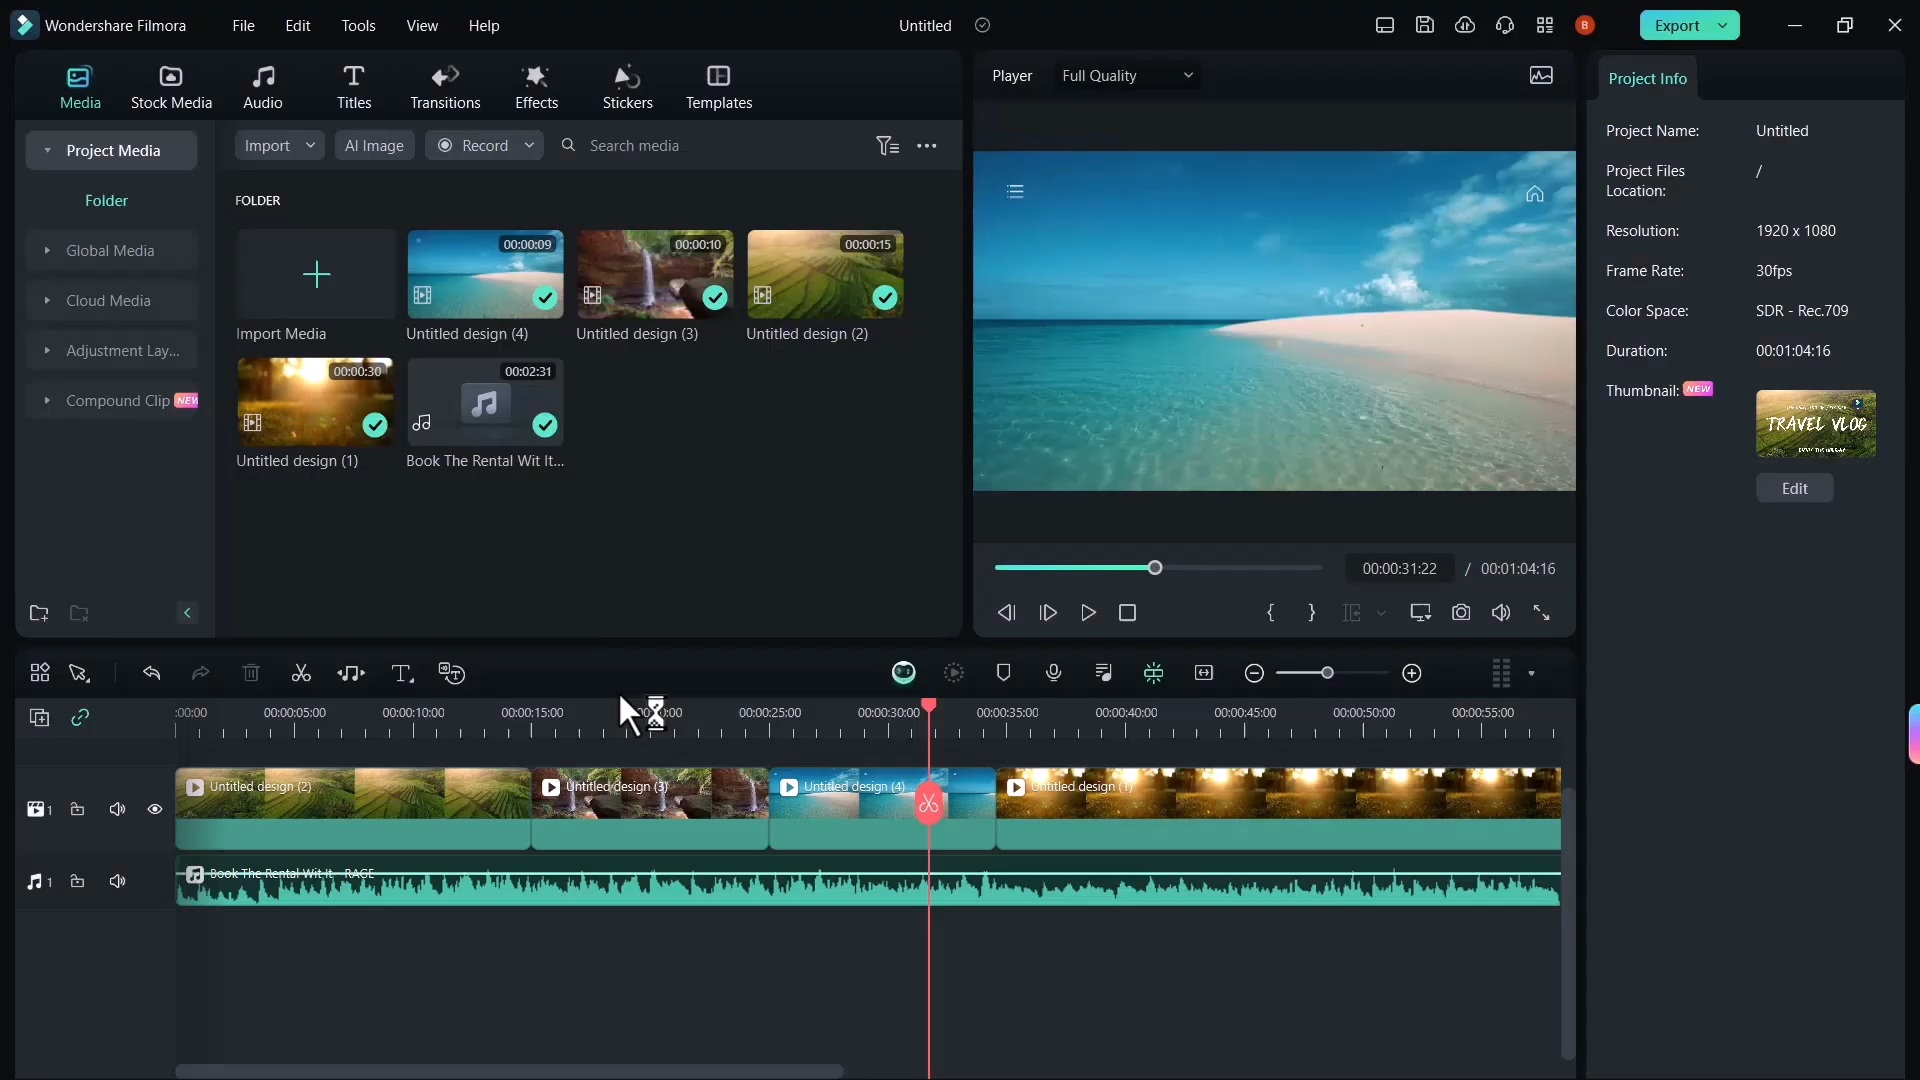 Wondershare Filmora
File
Edit
Tools
View
Help
Untitled
B
Export
Media
Stock Media
Audio
Titles
Transitions
Effects
Stickers
Templates
Player
Full Quality
Project Info
Project Media
Folder
Global Media
Cloud Media
Adjustment Lay...
Compound Clip
NEW
Import
AI Image
Record
Search media
FOLDER
Import Media
00:00:09
Untitled design (4)
00:00:10
Untitled design (3)
00:00:15
Untitled design (2)
00:00:30
Untitled design (1)
00:02:31
Book The Rental Wit It...
00:00:31:22
/
00:01:04:16
Project Name: Untitled
Project Files Location: /
Resolution: 1920 x 1080
Frame Rate: 30fps
Color Space: SDR - Rec.709
Duration: 00:01:04:16
Thumbnail: NEW
TRAVEL VLOG
Edit
:00:00
00:00:05:00
00:00:10:00
00:00:15:00
00:00:25:00
00:00:30:00
00:00:35:00
00:00:40:00
00:00:45:00
00:00:50:00
00:00:55:00
1
Untitled design (2)
Untitled design (3)
Untitled design (4)
Untitled design (1)
1
Book The Rental Wit It - RAGE